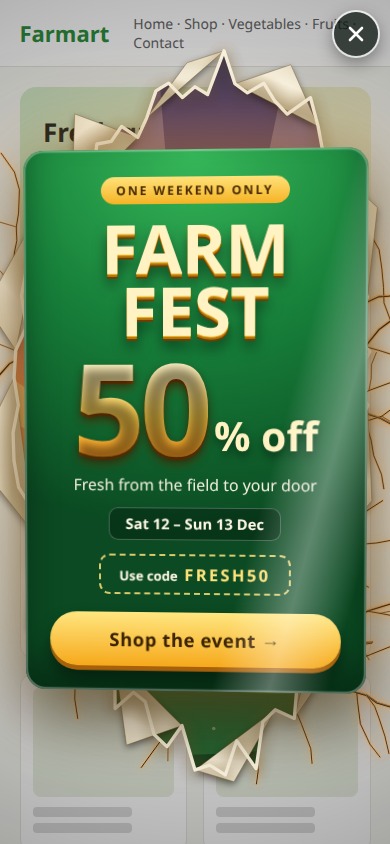 Farmart
Home · Shop · Vegetables · Fruits ·
Contact
ONE WEEKEND ONLY
FARM
FEST
50% off
Fresh from the field to your door
Sat 12 – Sun 13 Dec
Use code FRESH50
Shop the event →